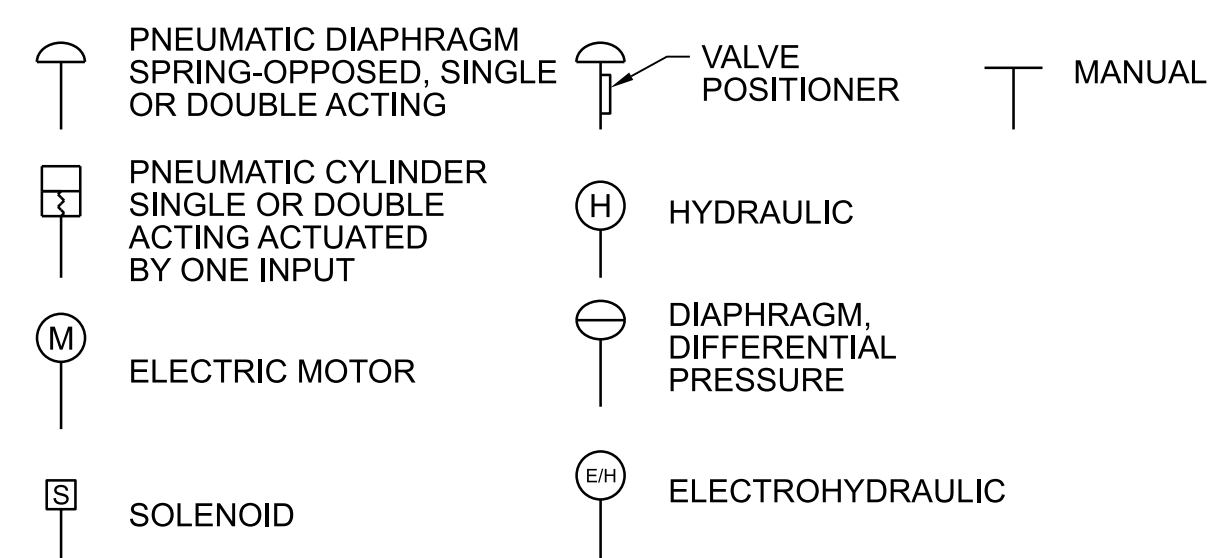 PNEUMATIC DIAPHRAGM
SPRING-OPPOSED, SINGLE
OR DOUBLE ACTING
VALVE
POSITIONER
MANUAL
PNEUMATIC CYLINDER
SINGLE OR DOUBLE
ACTING ACTUATED
BY ONE INPUT
H
HYDRAULIC
M
ELECTRIC MOTOR
DIAPHRAGM,
DIFFERENTIAL
PRESSURE
S
SOLENOID
E/H
ELECTROHYDRAULIC